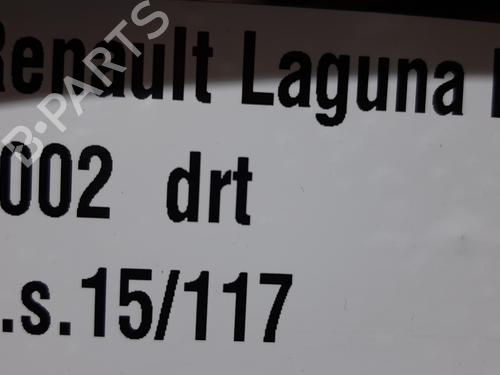 Renault Laguna
002 drt
.s.15/117
B-PARTS